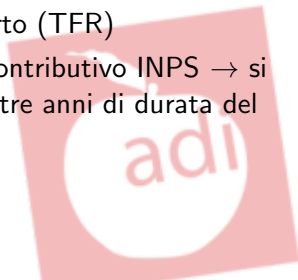 rto (TFR)
ontributivo INPS → si
tre anni di durata del
adi